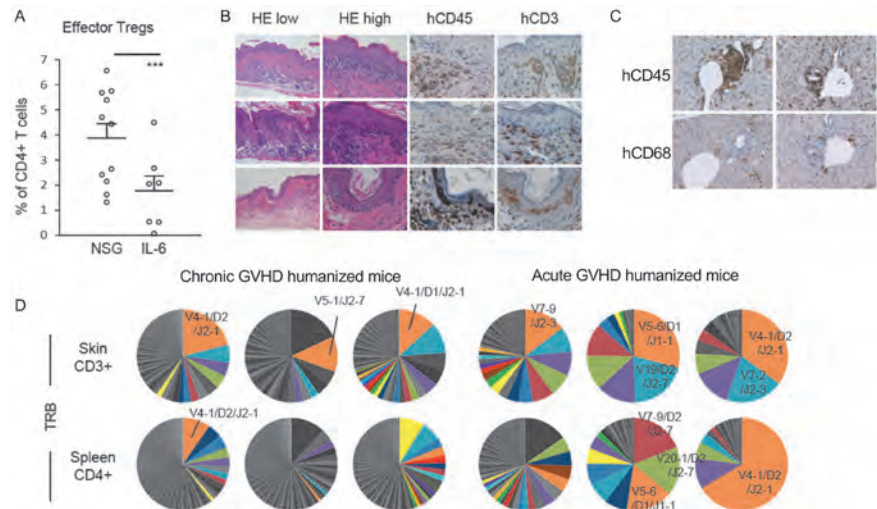 A
Effector Tregs
***
% of CD4+ T cells
7
6
5
4
3
2
1
0
NSG
IL-6
B
HE low
HE high
hCD45
hCD3
C
hCD45
hCD68
D
Chronic GVHD humanized mice
Acute GVHD humanized mice
TRB
Skin
CD3+
V4-1/D2
/J2-1
V5-1/J2-7
V4-1/D1/J2-1
V7-9
/J2-3
V5-6/D1
/J1-1
V19/D2
/J2-7
V4-1/D2
/J2-1
V7-2
/J2-3
Spleen
CD4+
V4-1/D2/J2-1
V7-9/D2
/J2-7
V20-1/D2
/J2-7
V5-6
/D1/J1-1
V4-1/D2
/J2-1